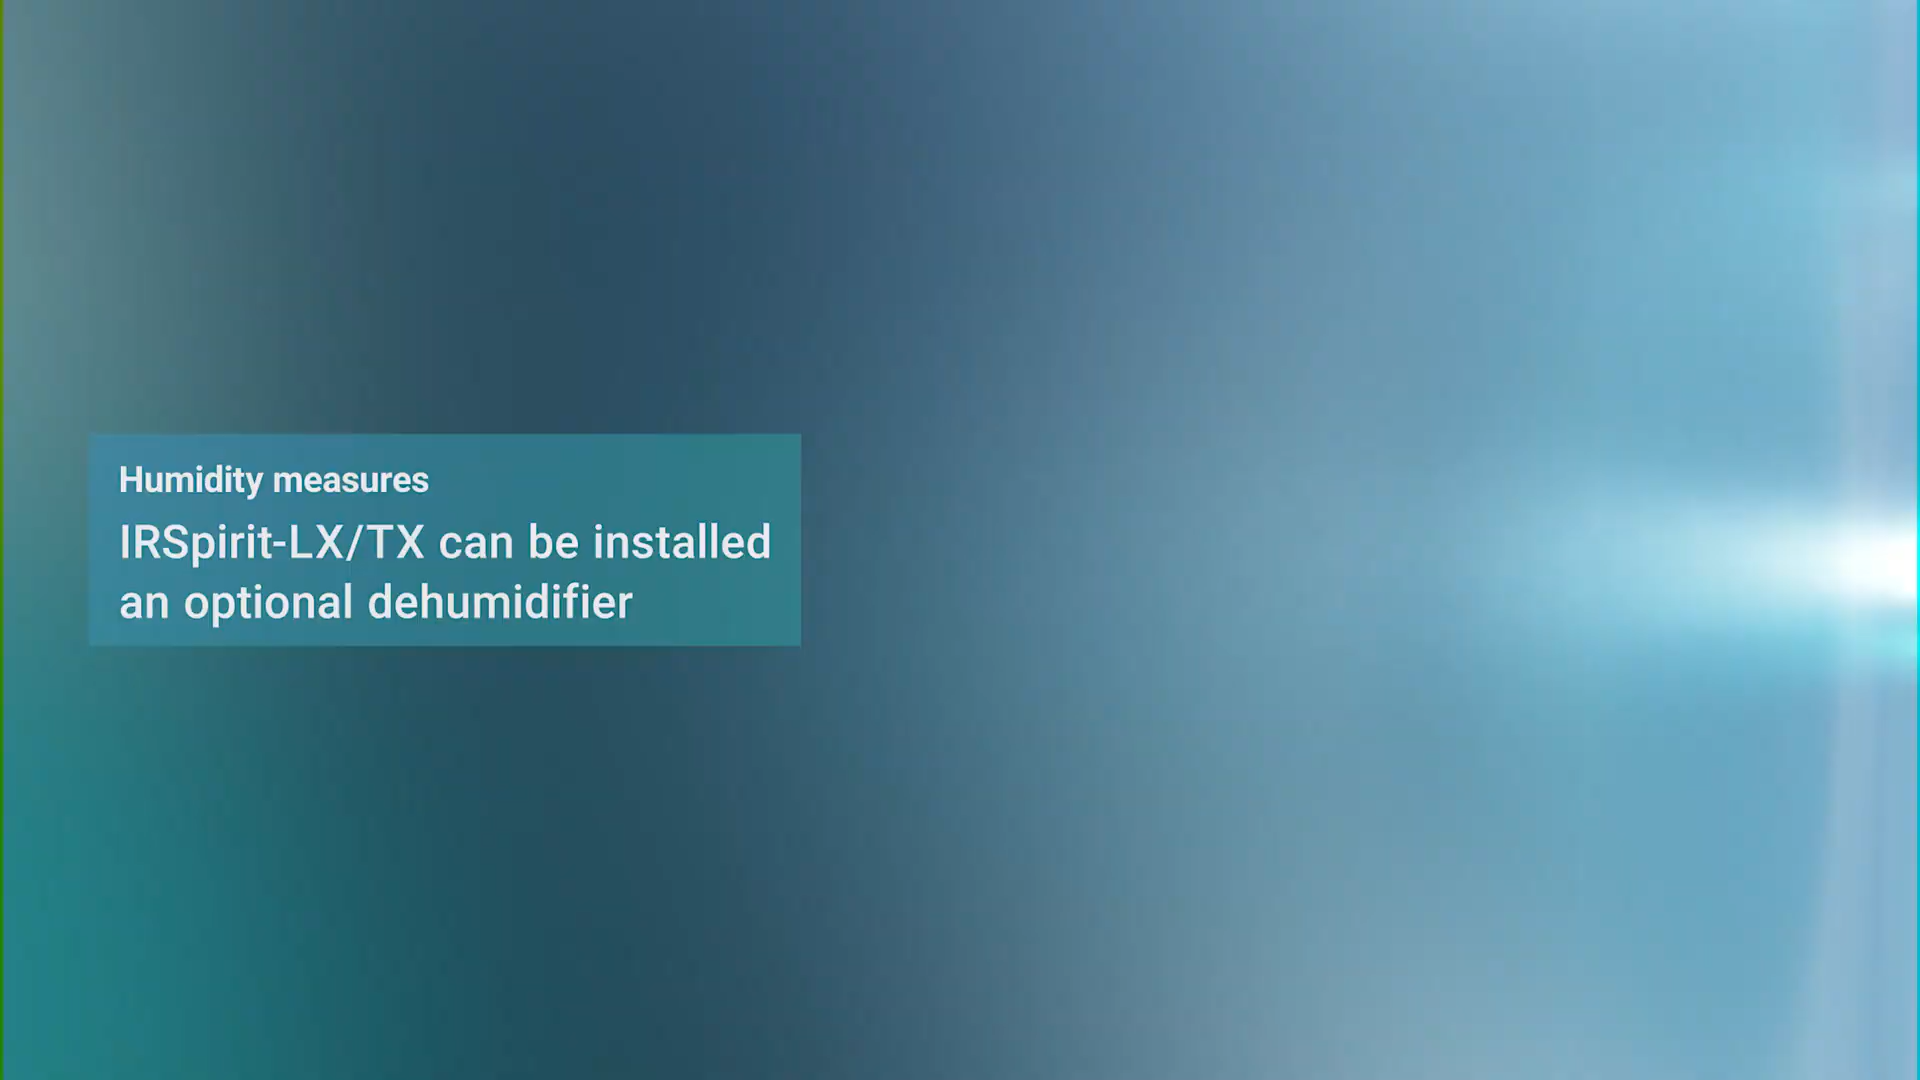 Humidity measures
IRSpirit-LX/TX can be installed
an optional dehumidifier